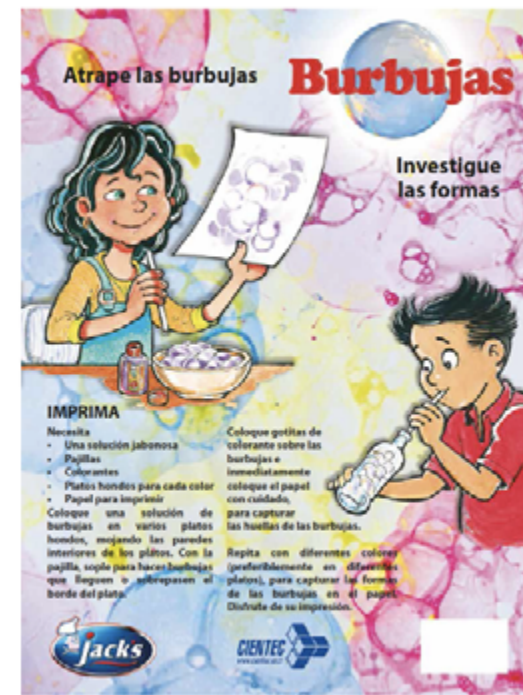 Atrape las burbujas
Burbujas
Investigue
las formas
IMPRIMA
Necesita
• Una solución jabonosa
• Pajillas
• Colorantes
• Platos hondos para cada color
• Papel para imprimir
Coloque una solución de
burbujas en varios platos
hondos, mojando las paredes
interiores de los platos. Con la
pajilla, sople para hacer burbujas
que lleguen o sobrepasen el
borde del plato.
Coloque gotitas de
colorante sobre las
burbujas e
inmediatamente
coloque el papel
con cuidado,
para capturar
las huellas de las burbujas.
Repita con diferentes colores
(preferiblemente en diferentes
platos), para capturar las formas
de las burbujas en el papel.
Disfrute de su impresión.
Jacks
CIENTEC
www.cientec.or.cr